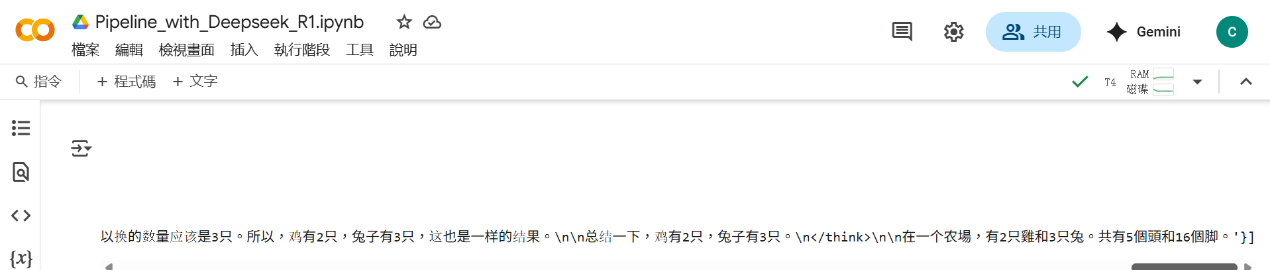 CO Pipeline_with_Deepseek_R1.ipynb
檔案 編輯 檢視畫面 插入 執行階段 工具 說明
共用 Gemini C
指令 + 程式碼 + 文字
T4 RAM 磁碟
以换的数量应该是3只。所以，鸡有2只，兔子有3只，这也是一样的结果。\n\n总结一下，鸡有2只，兔子有3只。\n</think>\n\n在一个农場，有2只雞和3只兔。共有5個頭和16個脚。'}]
{x}